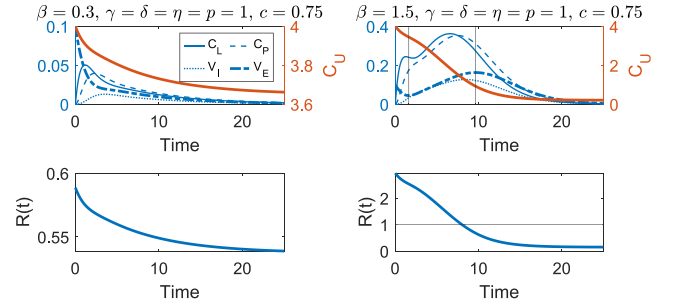 β = 0.3, γ = δ = η = p = 1, c = 0.75
0.1
0.05
0
C_L
C_P
V_I
V_E
4
3.8
3.6
C_U
0
10
20
Time
β = 1.5, γ = δ = η = p = 1, c = 0.75
0.4
0.2
0
4
2
0
C_U
0
10
20
Time
R(t)
0.6
0.55
0
10
20
Time
R(t)
2
1
0
0
10
20
Time